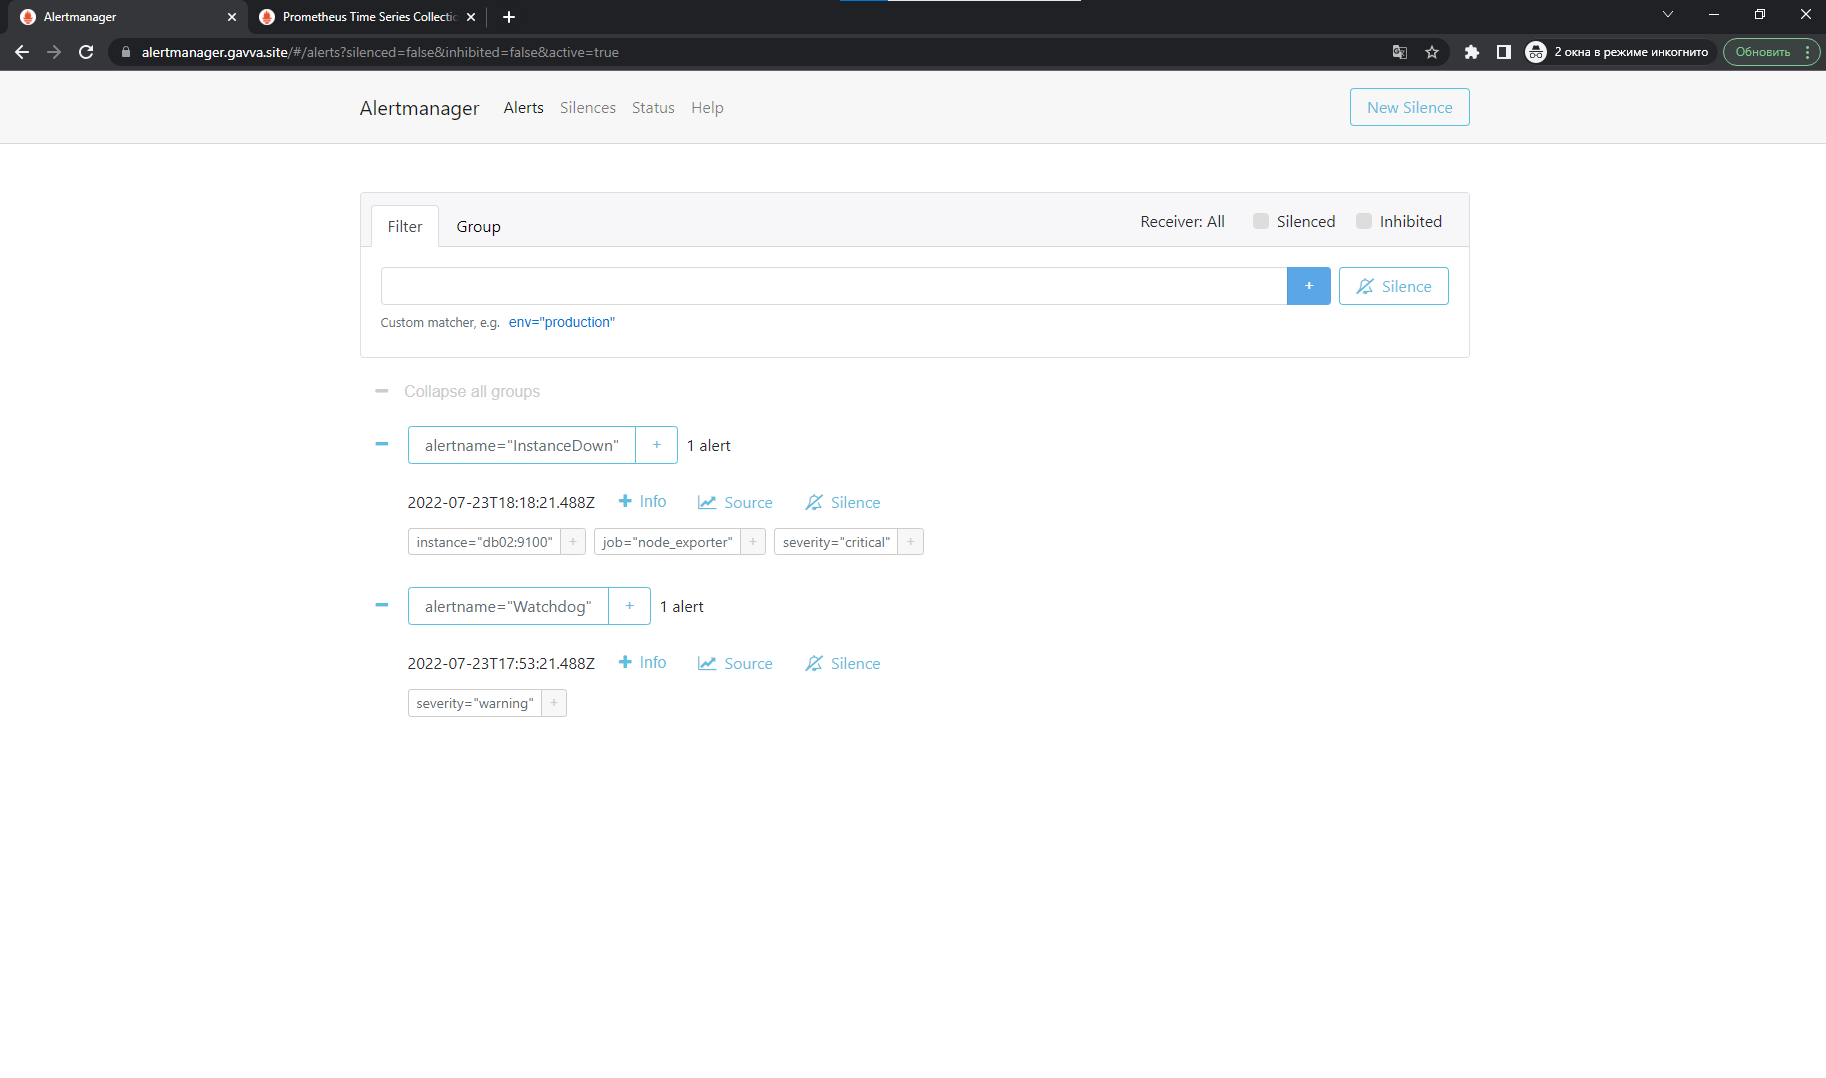 Alertmanager
Prometheus Time Series Collectio
alertmanager.gavva.site/#/alerts?silenced=false&inhibited=false&active=true
2 окна в режиме инкогнито
Обновить
Alertmanager Alerts Silences Status Help
New Silence
Filter Group
Receiver: All Silenced Inhibited
+ Silence
Custom matcher, e.g. env="production"
Collapse all groups
alertname="InstanceDown" + 1 alert
2022-07-23T18:18:21.488Z + Info Source Silence
instance="db02:9100" + job="node_exporter" + severity="critical" +
alertname="Watchdog" + 1 alert
2022-07-23T17:53:21.488Z + Info Source Silence
severity="warning" +